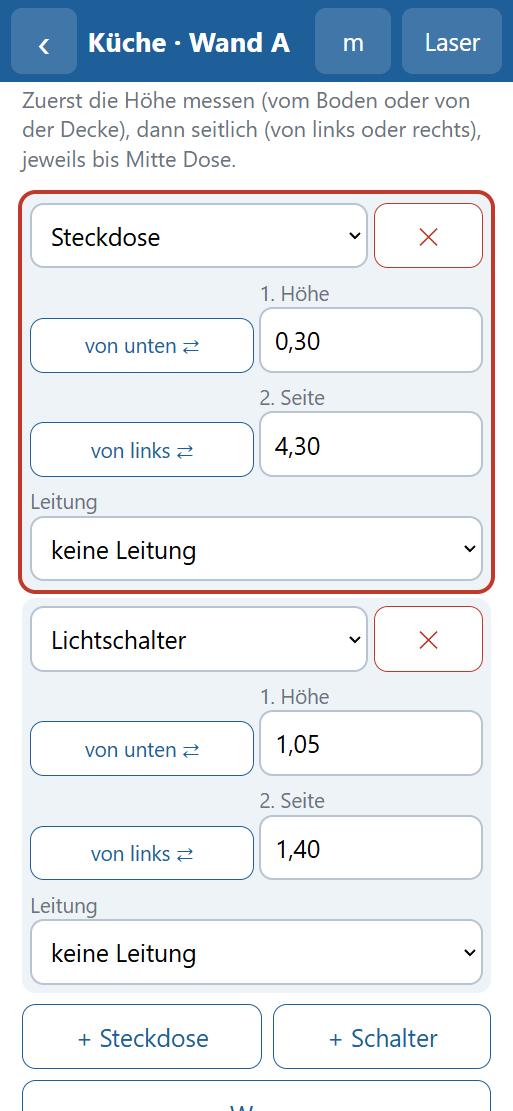 ‹ Küche · Wand A m Laser
Zuerst die Höhe messen (vom Boden oder von
der Decke), dann seitlich (von links oder rechts),
jeweils bis Mitte Dose.
Steckdose ×
1. Höhe
von unten ⇄ 0,30
2. Seite
von links ⇄ 4,30
Leitung
keine Leitung
Lichtschalter ×
1. Höhe
von unten ⇄ 1,05
2. Seite
von links ⇄ 1,40
Leitung
keine Leitung
+ Steckdose + Schalter